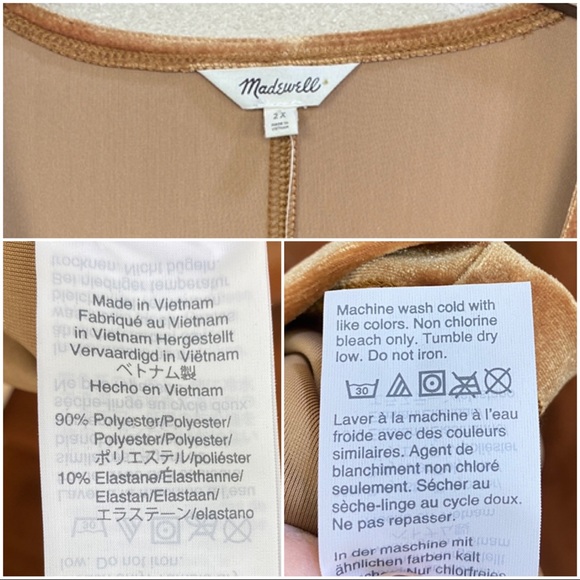 Madewell
2X
MADE IN
VIETNAM
Made in Vietnam
Fabriqué au Vietnam
in Vietnam Hergestellt
Vervaardigd in Viëtnam
ベトナム製
Hecho en Vietnam
90% Polyester/Polyester/
Polyester/Polyester/
ポリエステル/poliéster
10% Elastane/Élasthanne/
Elastan/Elastaan/
エラステーン/elastano
Machine wash cold with
like colors. Non chlorine
bleach only. Tumble dry
low. Do not iron.
30
Laver à la machine à l'eau
froide avec des couleurs
similaires. Agent de
blanchiment non chloré
seulement. Sécher au
sèche-linge au cycle doux.
Ne pas repasser.
In der maschine mit
ähnlichen farben kalt
Nur chlorfreien